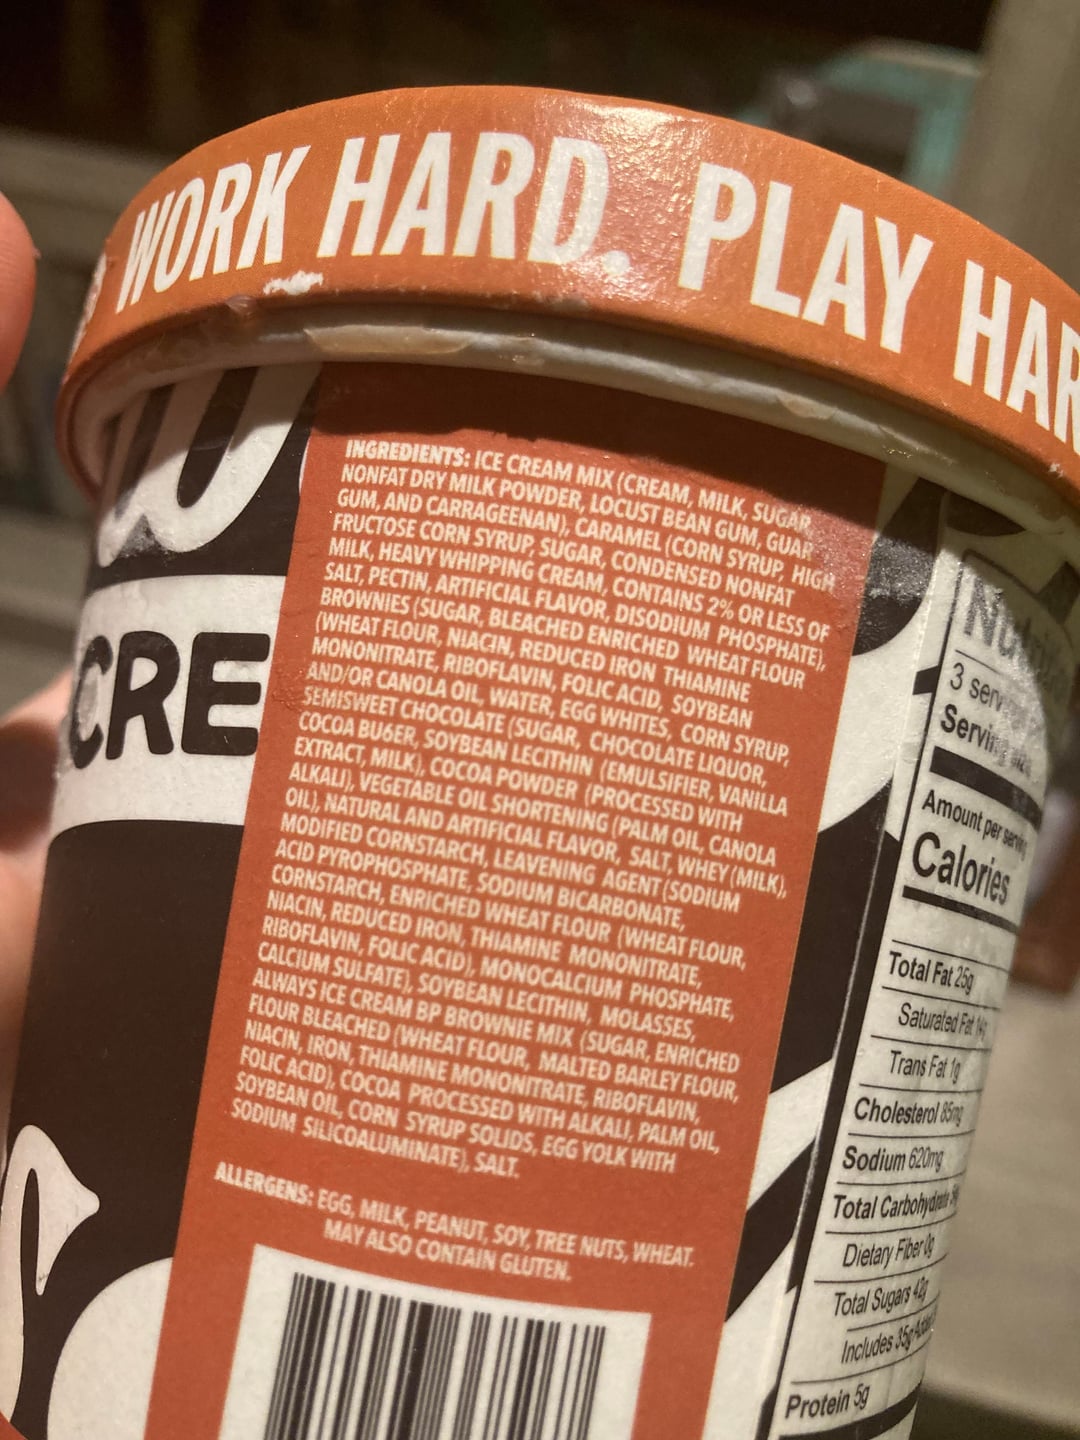 WORK HARD. PLAY HAR
CRE
INGREDIENTS: ICE CREAM MIX (CREAM, MILK, SUGAR,
NONFAT DRY MILK POWDER, LOCUST BEAN GUM, GUAR
GUM, AND CARRAGEENAN), CARAMEL (CORN SYRUP, HIGH
FRUCTOSE CORN SYRUP, SUGAR, CONDENSED NONFAT
MILK, HEAVY WHIPPING CREAM, CONTAINS 2% OR LESS OF
SALT, PECTIN, ARTIFICIAL FLAVOR, DISODIUM PHOSPHATE),
BROWNIES (SUGAR, BLEACHED ENRICHED WHEAT FLOUR
(WHEAT FLOUR, NIACIN, REDUCED IRON THIAMINE
MONONITRATE, RIBOFLAVIN, FOLIC ACID, SOYBEAN
AND/OR CANOLA OIL, WATER, EGG WHITES, CORN SYRUP,
SEMISWEET CHOCOLATE (SUGAR, CHOCOLATE LIQUOR,
COCOA BU6ER, SOYBEAN LECITHIN (EMULSIFIER, VANILLA
EXTRACT, MILK), COCOA POWDER (PROCESSED WITH
ALKALI), VEGETABLE OIL SHORTENING (PALM OIL, CANOLA
OIL), NATURAL AND ARTIFICIAL FLAVOR, SALT, WHEY (MILK),
MODIFIED CORNSTARCH, LEAVENING AGENT (SODIUM
ACID PYROPHOSPHATE, SODIUM BICARBONATE,
CORNSTARCH, ENRICHED WHEAT FLOUR (WHEAT FLOUR,
NIACIN, REDUCED IRON, THIAMINE MONONITRATE,
RIBOFLAVIN, FOLIC ACID), MONOCALCIUM PHOSPHATE,
CALCIUM SULFATE), SOYBEAN LECITHIN, MOLASSES,
ALWAYS ICE CREAM BP BROWNIE MIX (SUGAR, ENRICHED
FLOUR BLEACHED (WHEAT FLOUR, MALTED BARLEY FLOUR,
NIACIN, IRON, THIAMINE MONONITRATE, RIBOFLAVIN,
FOLIC ACID), COCOA PROCESSED WITH ALKALI, PALM OIL,
SOYBEAN OIL, CORN SYRUP SOLIDS, EGG YOLK WITH
SODIUM SILICOALUMINATE), SALT.
ALLERGENS: EGG, MILK, PEANUT, SOY, TREE NUTS, WHEAT.
MAY ALSO CONTAIN GLUTEN.
3 serv
Amount per serving
Calories
Total Fat 25g
Saturated Fat
Trans Fat 1g
Cholesterol 85mg
Sodium 620mg
Total Carbohydrate
Dietary Fiber 0g
Total Sugars 42g
Includes 35g
Protein 5g